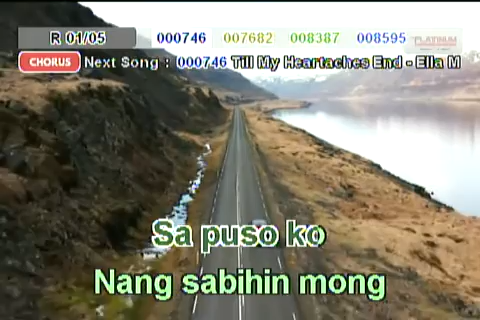 R 01/05 000746 007682 008387 008595 PLATINUM
CHORUS Next Song : 000746 Till My Heartaches End - Ella M
Sa puso ko
Nang sabihin mong